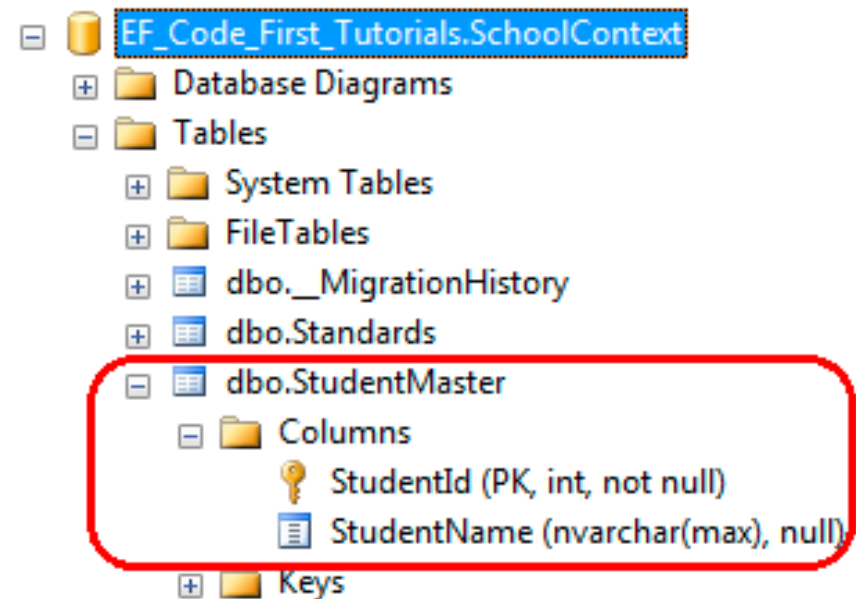 EF_Code_First_Tutorials.SchoolContext
Database Diagrams
Tables
System Tables
FileTables
dbo.__MigrationHistory
dbo.Standards
dbo.StudentMaster
Columns
StudentId (PK, int, not null)
StudentName (nvarchar(max), null)
Keys